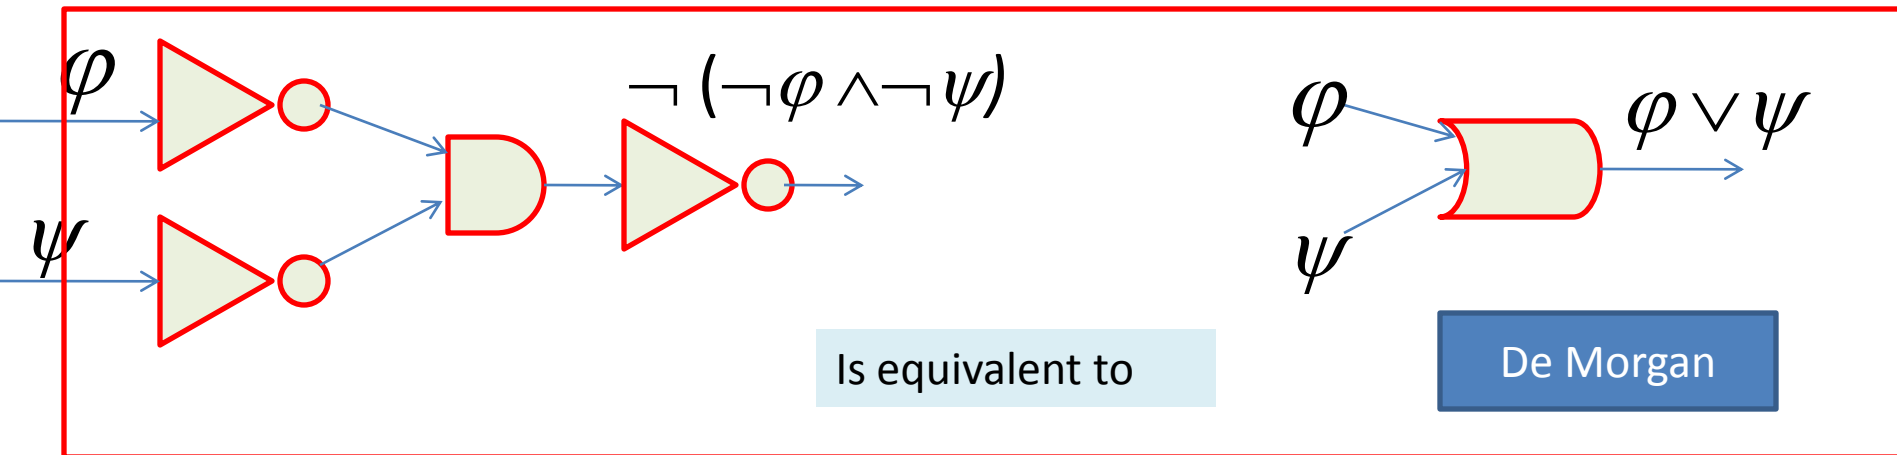 φ
ψ
¬ (¬φ ∧ ¬ψ)
φ
ψ
φ ∨ ψ
Is equivalent to
De Morgan